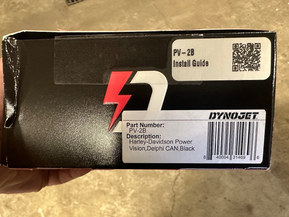 PV-2B
Install Guide
DYNOJET
Part Number:
PV-2B
Description:
Harley-Davidson Power
Vision,Delphi CAN,Black